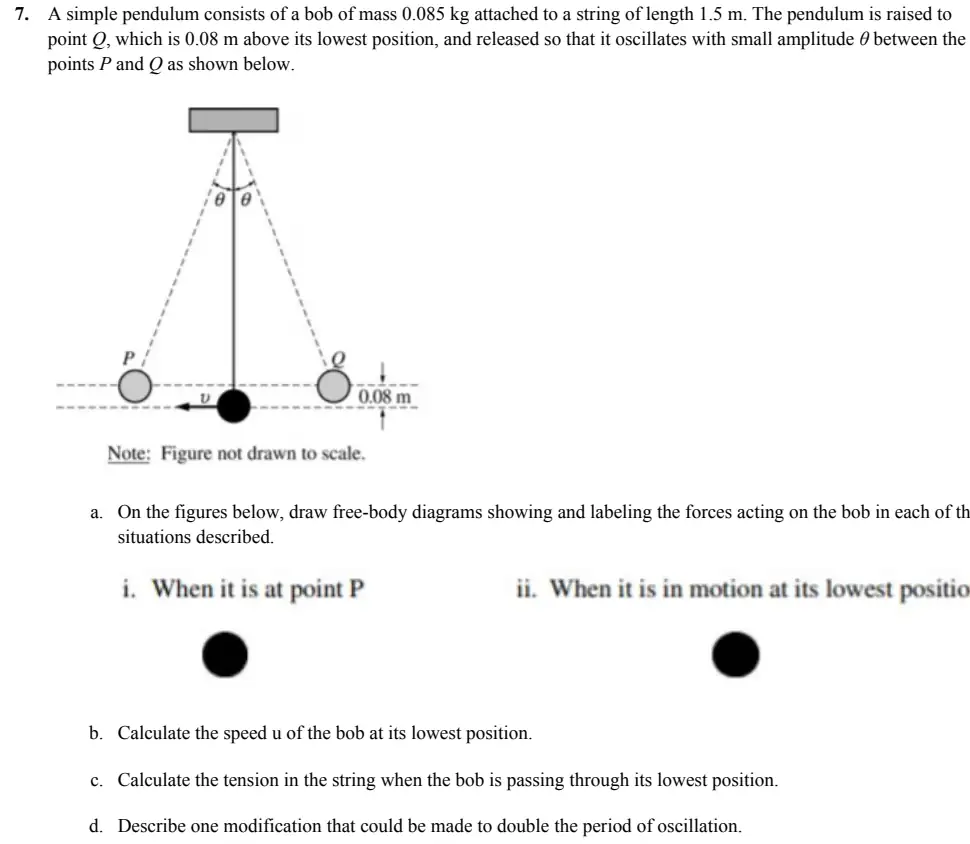 7. A simple pendulum consists of a bob of mass 0.085 kg attached to a string of length 1.5 m. The pendulum is raised to
point Q, which is 0.08 m above its lowest position, and released so that it oscillates with small amplitude θ between the
points P and Q as shown below.
θ θ
P Q
υ 0.08 m
Note: Figure not drawn to scale.
a. On the figures below, draw free-body diagrams showing and labeling the forces acting on the bob in each of th
situations described.
i. When it is at point P ii. When it is in motion at its lowest positio
b. Calculate the speed u of the bob at its lowest position.
c. Calculate the tension in the string when the bob is passing through its lowest position.
d. Describe one modification that could be made to double the period of oscillation.